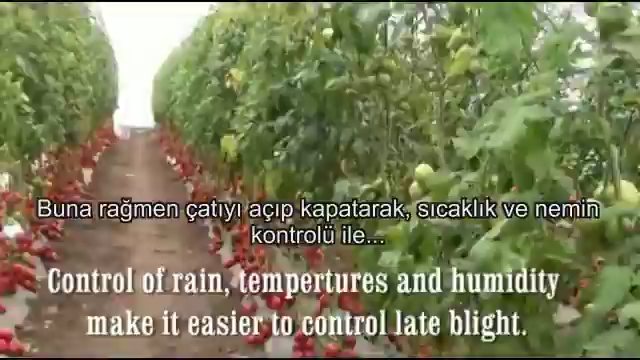 Buna rağmen çatıyı açıp kapatarak, sıcaklık ve nemin
kontrolü ile...
Control of rain, tempertures and humidity
make it easier to control late blight.